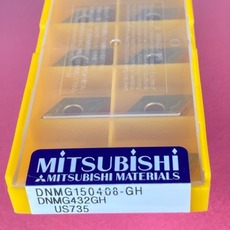 MITSUBISHI
MITSUBISHI MATERIALS
DNMG150408-GH
DNMG432GH
US735